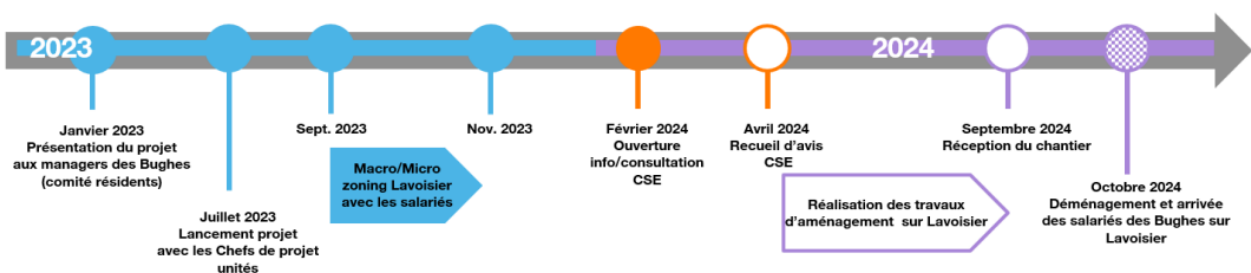 2023
2024
Janvier 2023
Présentation du projet
aux managers des Bughes
(comité résidents)
Juillet 2023
Lancement projet
avec les Chefs de projet
unités
Sept. 2023
Macro/Micro
zoning Lavoisier
avec les salariés
Nov. 2023
Février 2024
Ouverture
info/consultation
CSE
Avril 2024
Recueil d'avis
CSE
Réalisation des travaux
d'aménagement sur Lavoisier
Septembre 2024
Réception du chantier
Octobre 2024
Déménagement et arrivée
des salariés des Bughes sur
Lavoisier